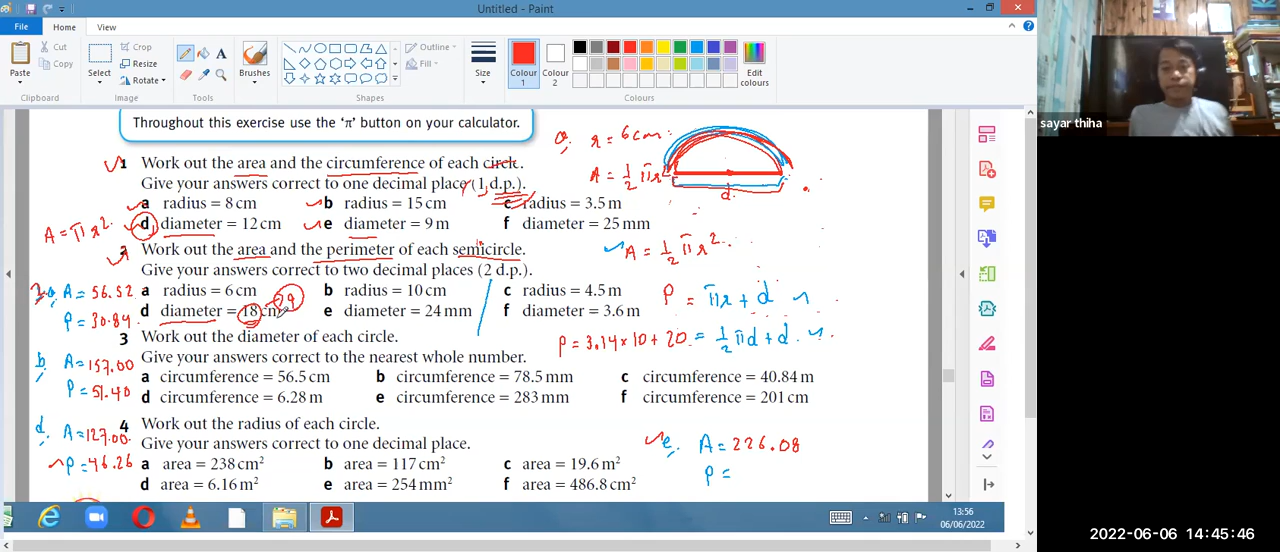 Untitled - Paint
File
Home
View
Paste
Cut
Copy
Clipboard
Select
Crop
Resize
Rotate
Image
Tools
Brushes
Shapes
Outline
Fill
Size
Colour 1
Colour 2
Edit colours
Colours
sayar thiha
Throughout this exercise use the 'π' button on your calculator.
1 Work out the area and the circumference of each circle.
Give your answers correct to one decimal place (1 d.p.).
a radius = 8 cm b radius = 15 cm c radius = 3.5 m
d diameter = 12 cm e diameter = 9 m f diameter = 25 mm
2 Work out the area and the perimeter of each semicircle.
Give your answers correct to two decimal places (2 d.p.).
a radius = 6 cm b radius = 10 cm c radius = 4.5 m
d diameter = 18 cm e diameter = 24 mm f diameter = 3.6 m
3 Work out the diameter of each circle.
Give your answers correct to the nearest whole number.
a circumference = 56.5 cm b circumference = 78.5 mm c circumference = 40.84 m
d circumference = 6.28 m e circumference = 283 mm f circumference = 201 cm
4 Work out the radius of each circle.
Give your answers correct to one decimal place.
a area = 238 cm² b area = 117 cm² c area = 19.6 m²
d area = 6.16 m² e area = 254 mm² f area = 486.8 cm²
A = πr²
a A = 56.52
P = 30.84
b. A = 157.00
P = 51.40
d. A = 127.00
P = 46.26
a. r = 6 cm
A = ½ πr²
d
A = ½ πr²
P = πr + d
P = 3.14 × 10 + 20 = ½ πd + d
e. A = 226.08
P =
13:56
06/06/2022
2022-06-06 14:45:46